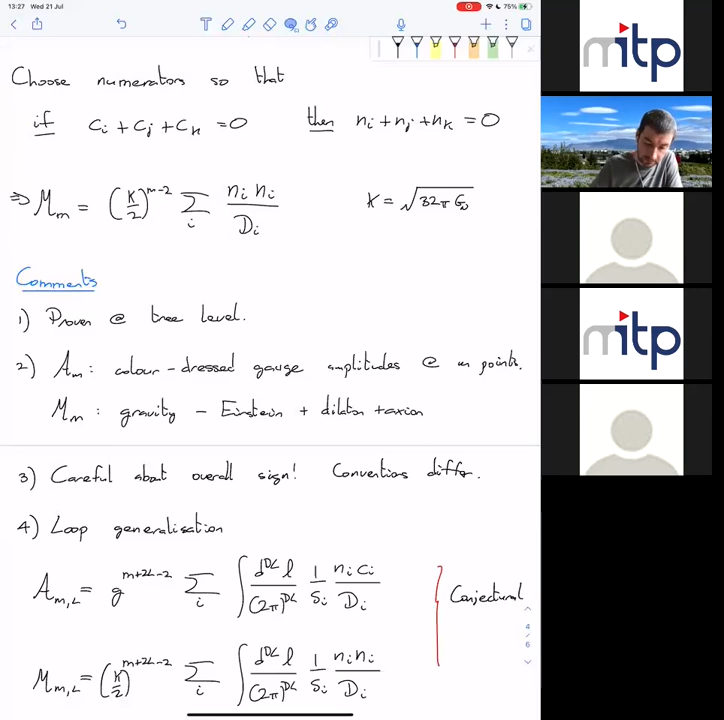 13:27 Wed 21 Jul
75%
Choose numerators so that
if c_i + c_j + c_k = 0 then n_i + n_j + n_k = 0
⇒ M_m = (K/2)^{m-2} Σ_i n_i n_i / D_i K = √32π G_N
Comments
1) Proven @ tree level.
2) A_m : colour-dressed gauge amplitudes @ m points.
M_m : gravity - Einstein + dilaton + axion
3) Careful about overall sign! Conventions differ.
4) Loop generalisation
A_{m,L} = g^{m+2L-2} Σ_i ∫ d^{DL} l / (2π)^{DL} 1/S_i n_i c_i / D_i
Conjectural
M_{m,L} = (K/2)^{m+2L-2} Σ_i ∫ d^{DL} l / (2π)^{DL} 1/S_i n_i n_i / D_i
4 / 6
mitp
mitp